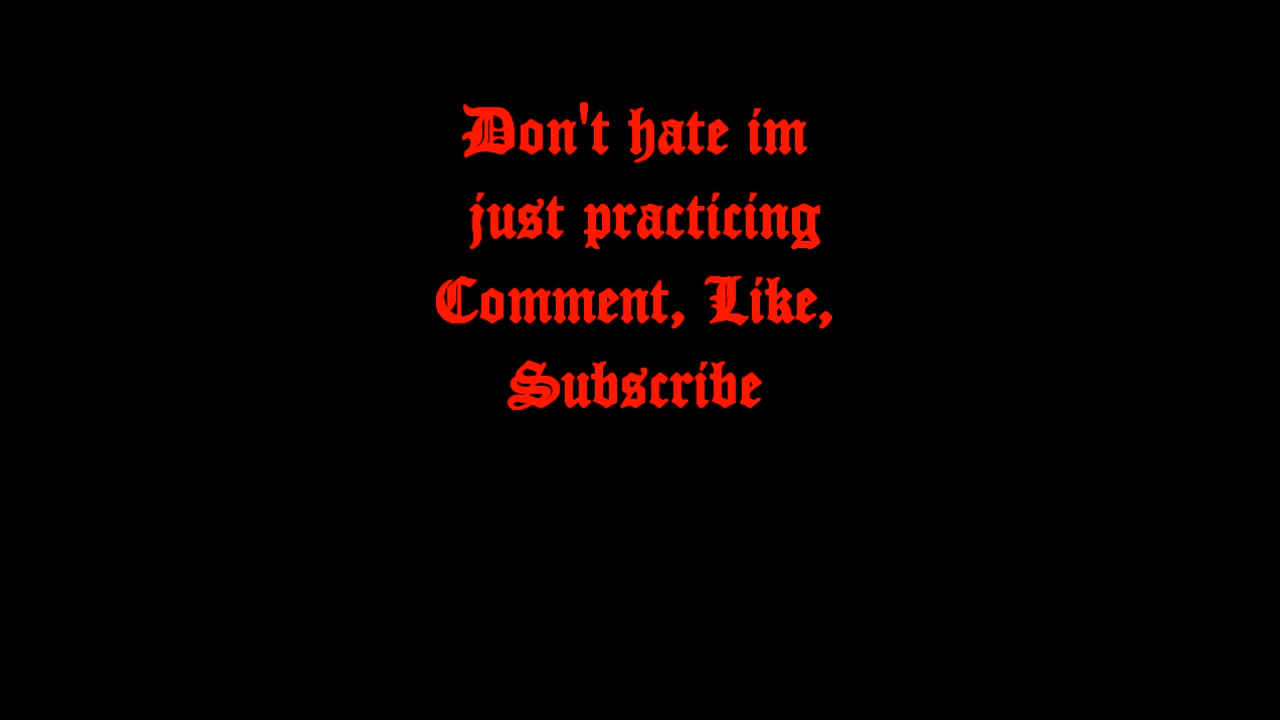 Don't hate im
just practicing
Comment, Like,
Subscribe